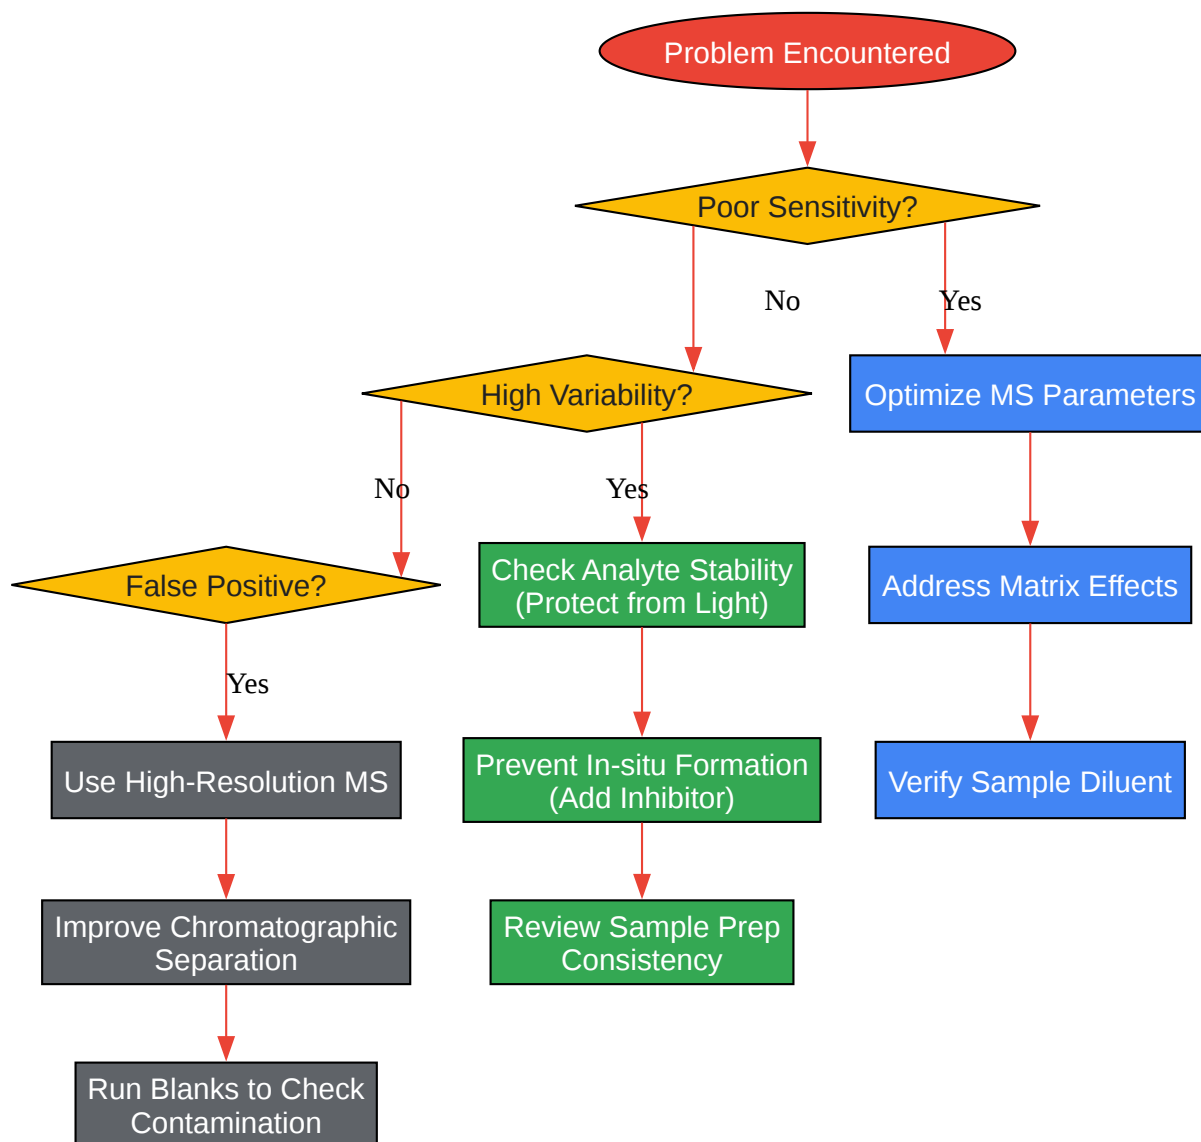 Problem Encountered
Poor Sensitivity?
No
Yes
High Variability?
Optimize MS Parameters
No
Yes
False Positive?
Check Analyte Stability
(Protect from Light)
Address Matrix Effects
Yes
Use High-Resolution MS
Prevent In-situ Formation
(Add Inhibitor)
Verify Sample Diluent
Improve Chromatographic
Separation
Review Sample Prep
Consistency
Run Blanks to Check
Contamination